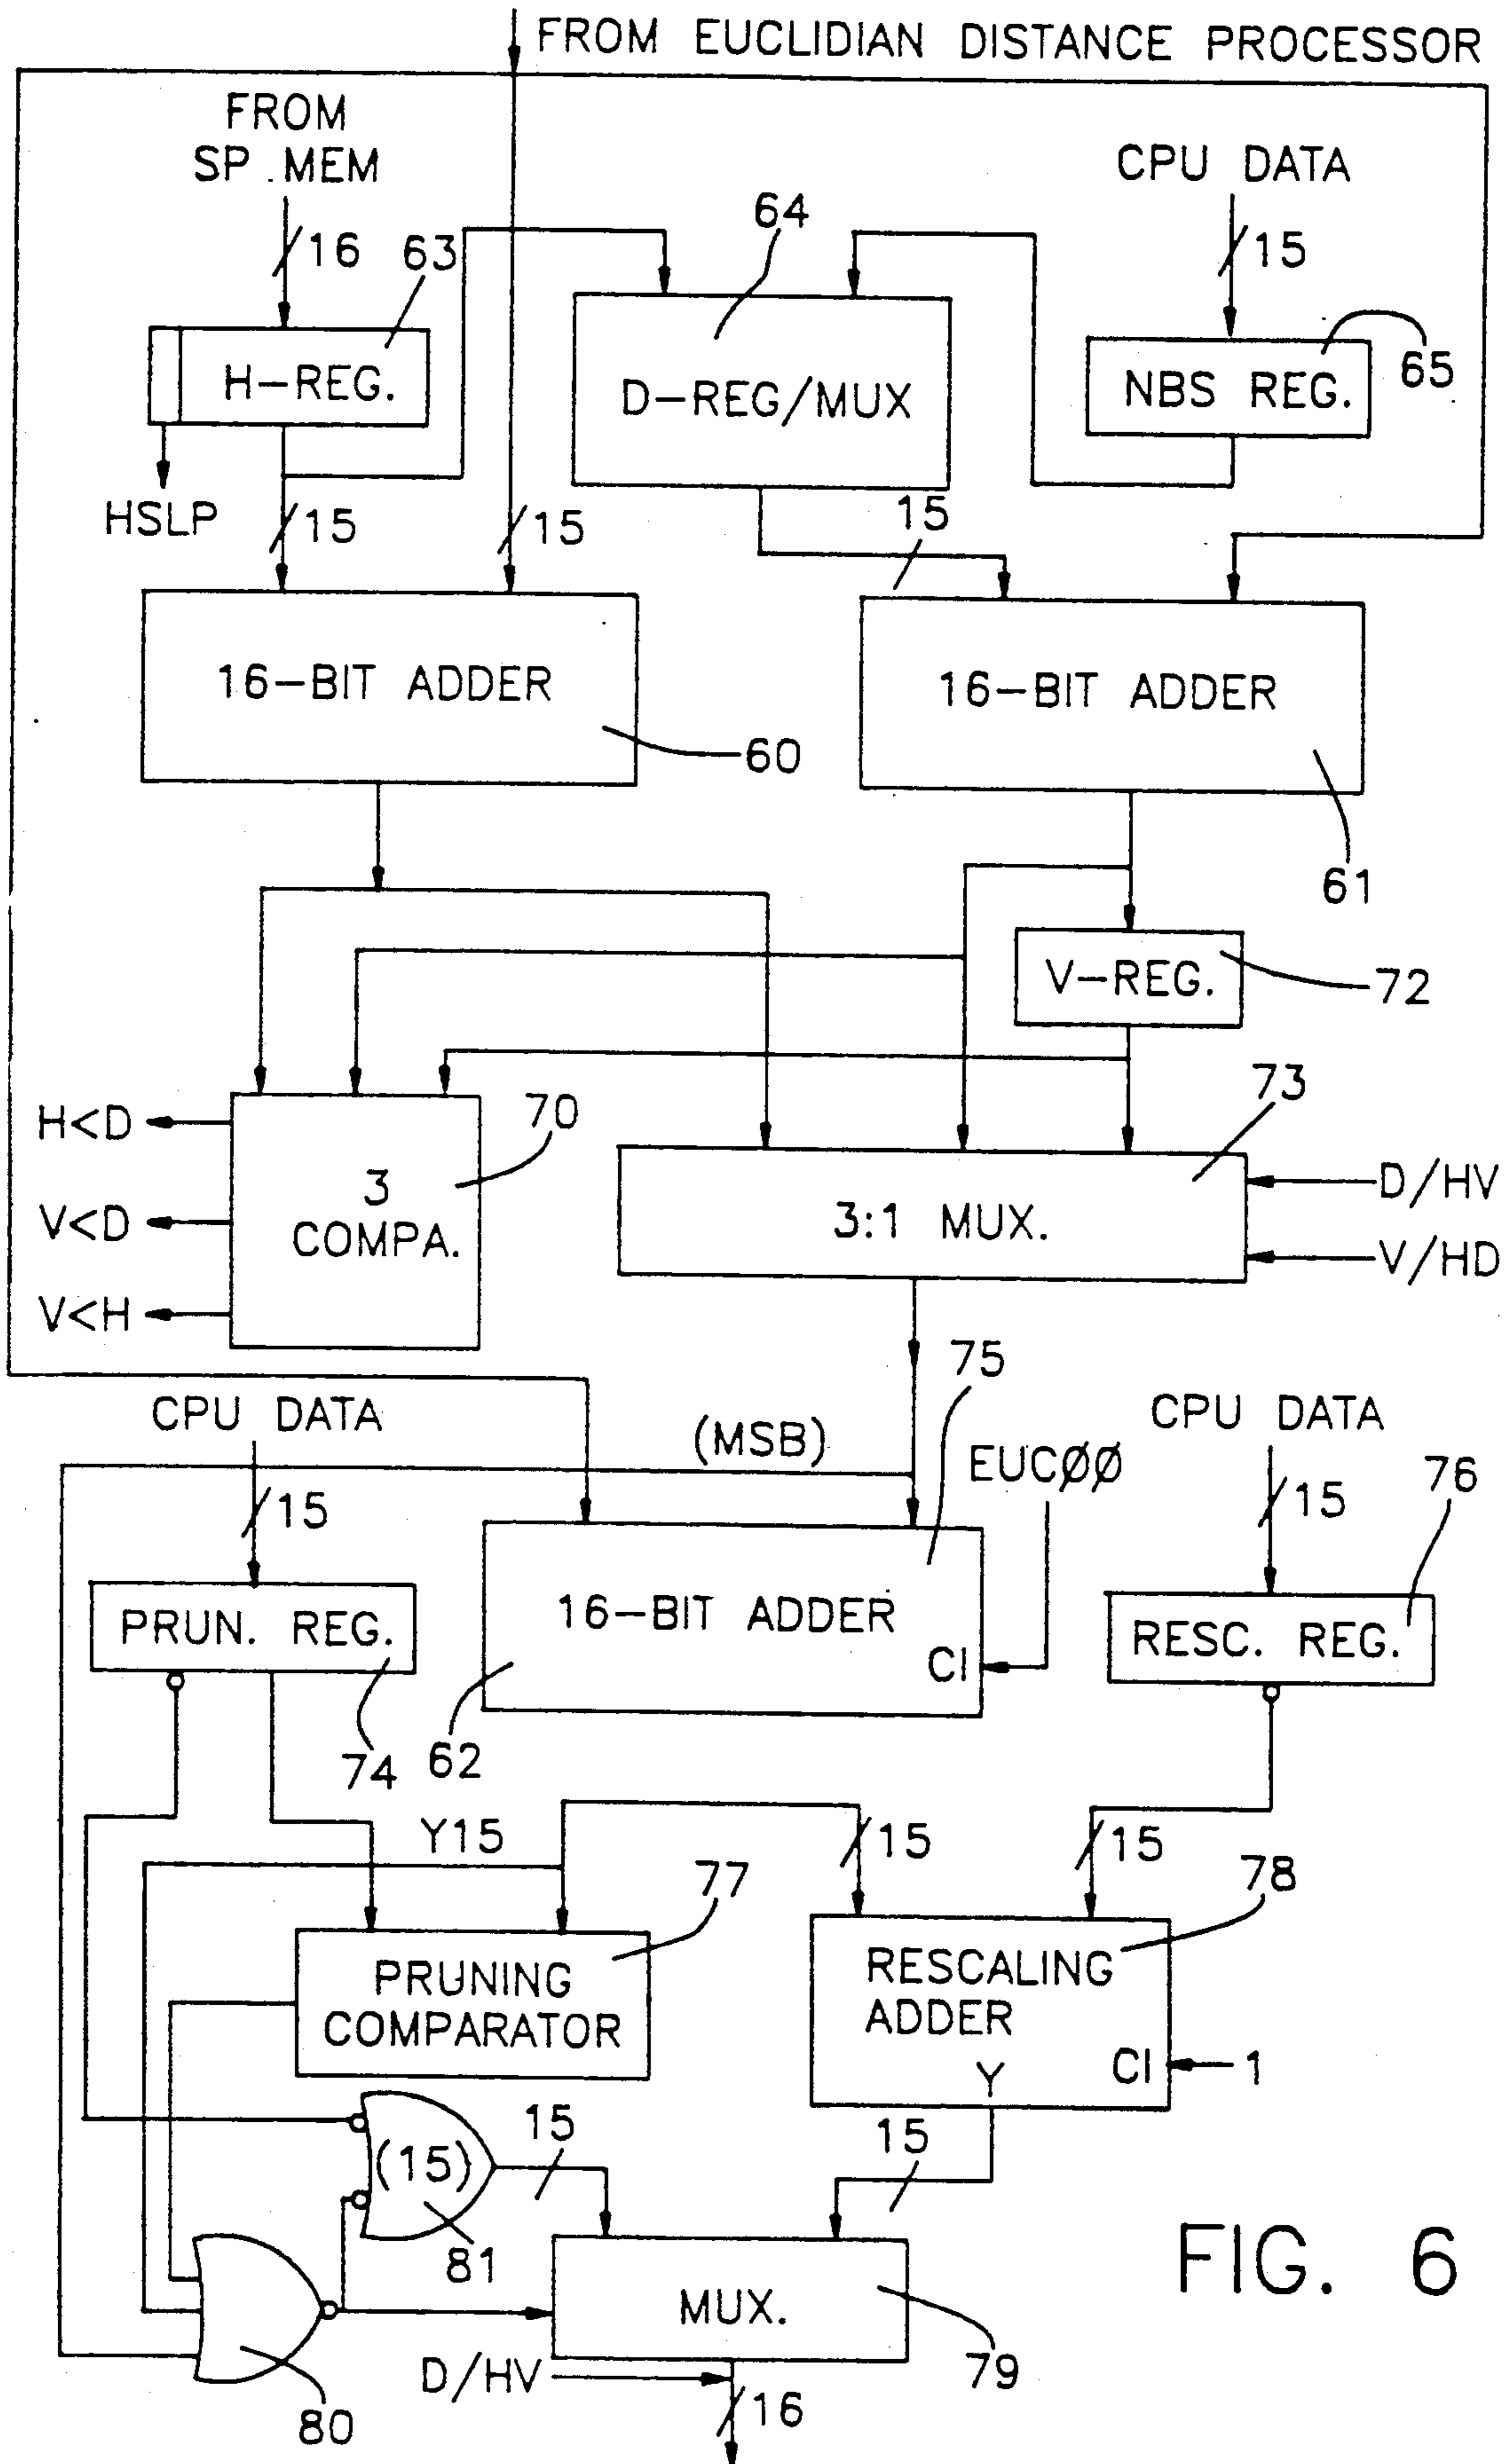 FROM EUCLIDIAN DISTANCE PROCESSOR
FROM
SP MEM
CPU DATA
16
63
64
15
65
H-REG.
D-REG/MUX
NBS REG.
HSLP
15
15
15
16-BIT ADDER
60
16-BIT ADDER
61
V-REG.
72
H<D
V<D
V<H
70
3
COMPA.
73
3:1 MUX.
D/HV
V/HD
75
CPU DATA
(MSB)
EUCØØ
CPU DATA
15
15
76
PRUN. REG.
74
16-BIT ADDER
CI
62
RESC. REG.
Y15
15
15
77
78
PRUNING
COMPARATOR
RESCALING
ADDER
Y
CI
1
(15)
81
15
15
80
MUX.
79
D/HV
16
FIG. 6